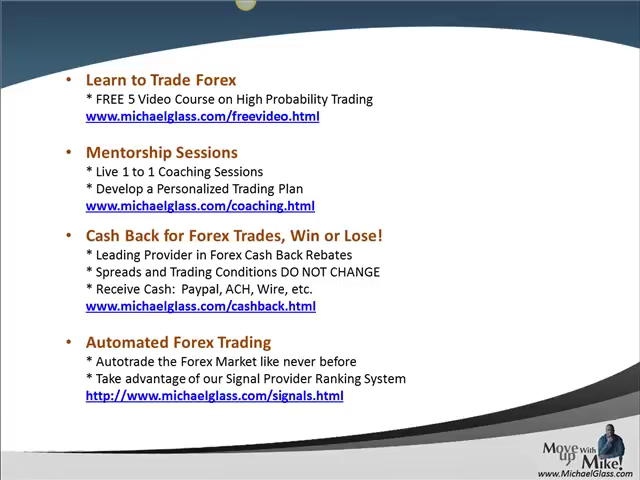 • Learn to Trade Forex
* FREE 5 Video Course on High Probability Trading
www.michaelglass.com/freevideo.html
• Mentorship Sessions
* Live 1 to 1 Coaching Sessions
* Develop a Personalized Trading Plan
www.michaelglass.com/coaching.html
• Cash Back for Forex Trades, Win or Lose!
* Leading Provider in Forex Cash Back Rebates
* Spreads and Trading Conditions DO NOT CHANGE
* Receive Cash:  Paypal, ACH, Wire, etc.
www.michaelglass.com/cashback.html
• Automated Forex Trading
* Autotrade the Forex Market like never before
* Take advantage of our Signal Provider Ranking System
http://www.michaelglass.com/signals.html
Move up With Mike!
www.MichaelGlass.com